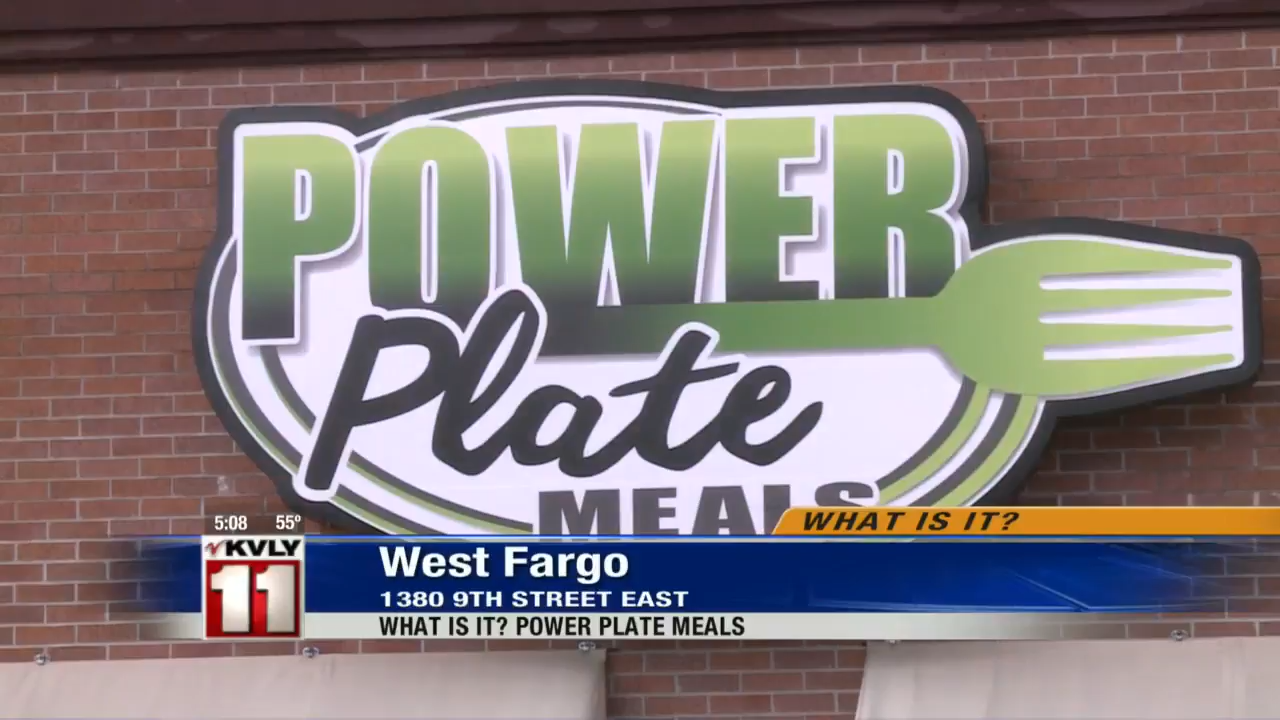 POWER
Plate
MEALS
WHAT IS IT?
5:08 55°
KVLY
11
West Fargo
1380 9TH STREET EAST
WHAT IS IT? POWER PLATE MEALS